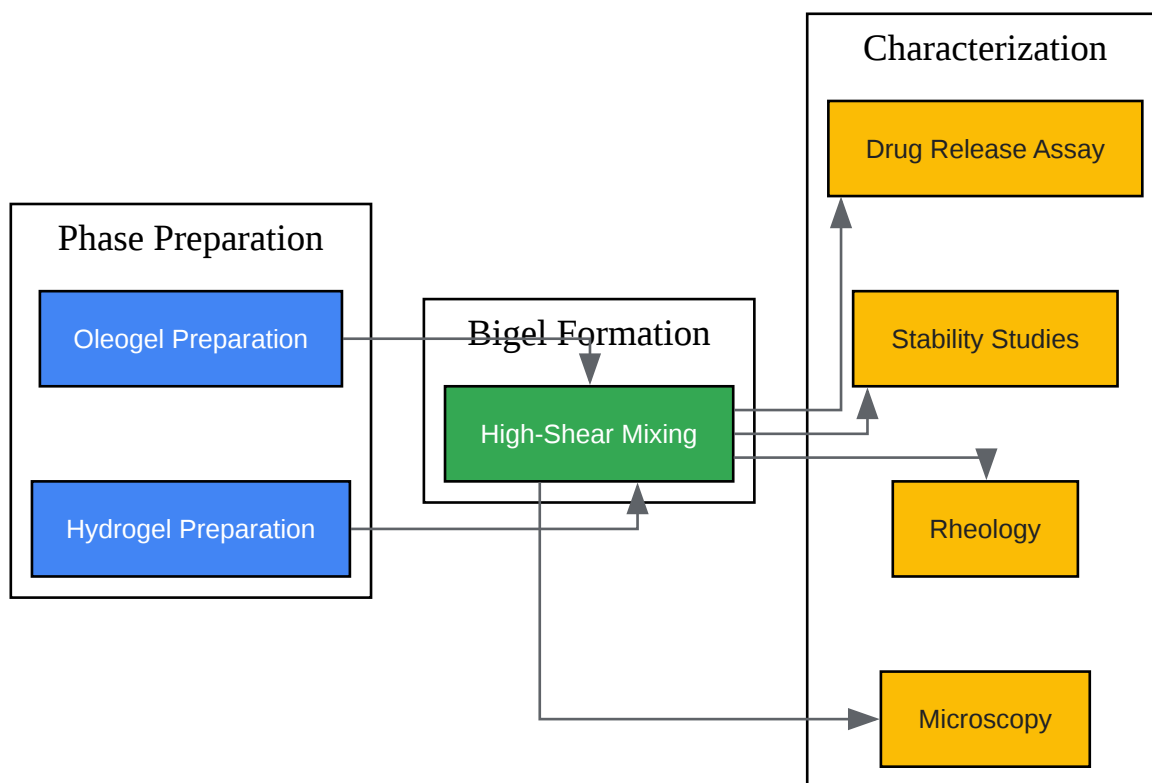 Phase Preparation
Oleogel Preparation
Hydrogel Preparation
Bigel Formation
High-Shear Mixing
Characterization
Drug Release Assay
Stability Studies
Rheology
Microscopy